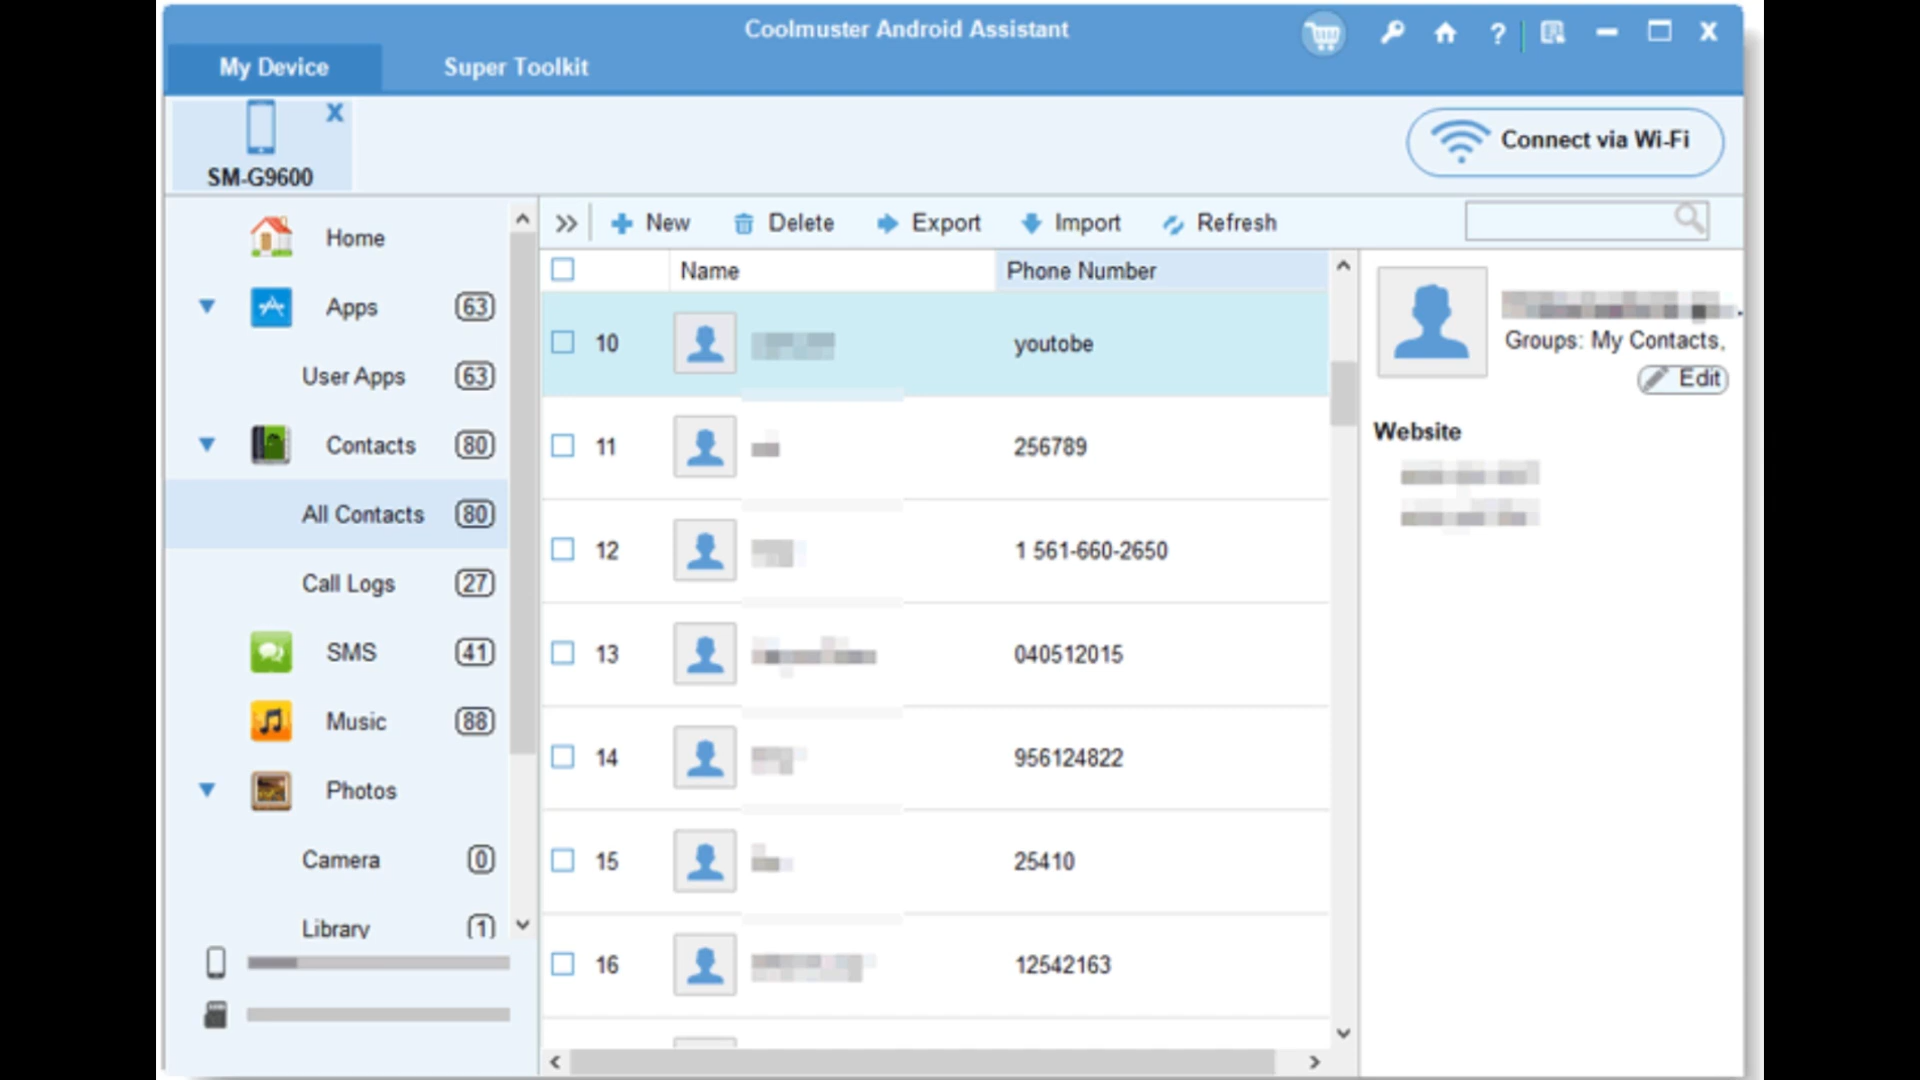 Coolmuster Android Assistant
My Device
Super Toolkit
?
SM-G9600
X
Connect via Wi-Fi
Home
Apps 63
User Apps 63
Contacts 80
All Contacts 80
Call Logs 27
SMS 41
Music 88
Photos
Camera 0
Library 1
New
Delete
Export
Import
Refresh
Name
Phone Number
10 youtobe
11 256789
12 1 561-660-2650
13 040512015
14 956124822
15 25410
16 12542163
Groups: My Contacts,
Edit
Website